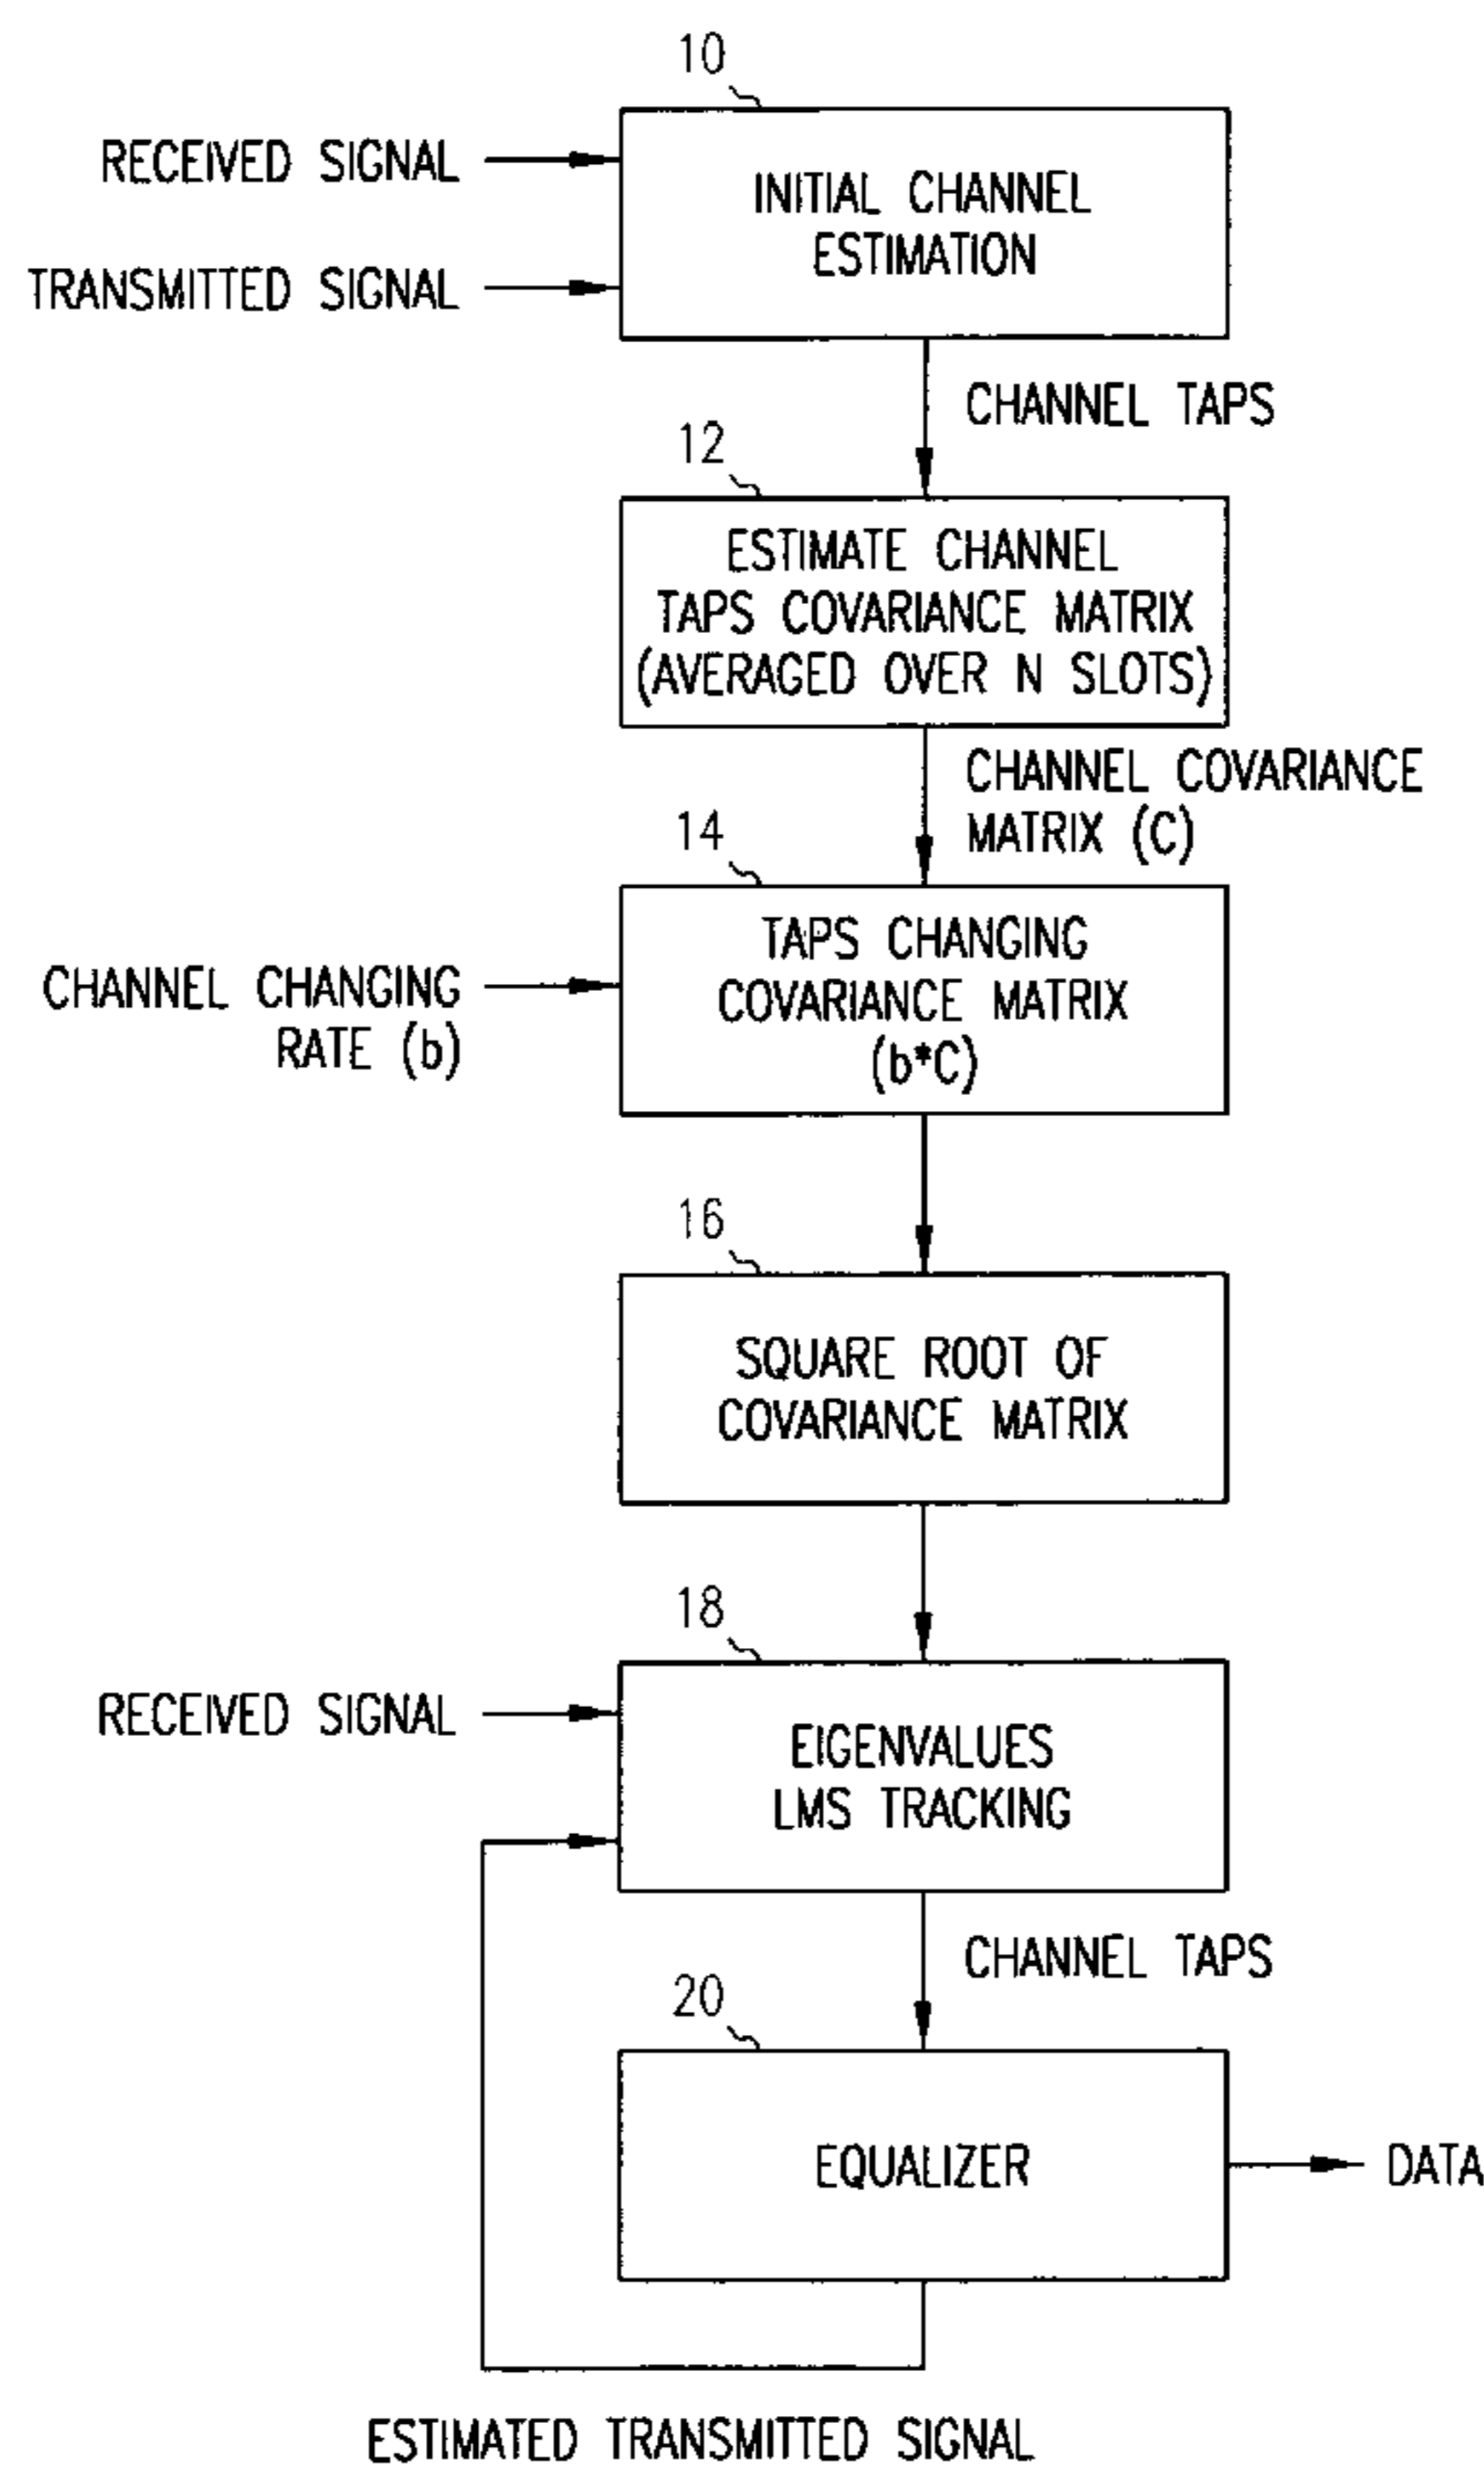 10
RECEIVED SIGNAL
INITIAL CHANNEL
ESTIMATION
TRANSMITTED SIGNAL
CHANNEL TAPS
12
ESTIMATE CHANNEL
TAPS COVARIANCE MATRIX
(AVERAGED OVER N SLOTS)
CHANNEL COVARIANCE
MATRIX (C)
14
TAPS CHANGING
COVARIANCE MATRIX
(b*C)
CHANNEL CHANGING
RATE (b)
16
SQUARE ROOT OF
COVARIANCE MATRIX
18
RECEIVED SIGNAL
EIGENVALUES
LMS TRACKING
CHANNEL TAPS
20
EQUALIZER
DATA
ESTIMATED TRANSMITTED SIGNAL